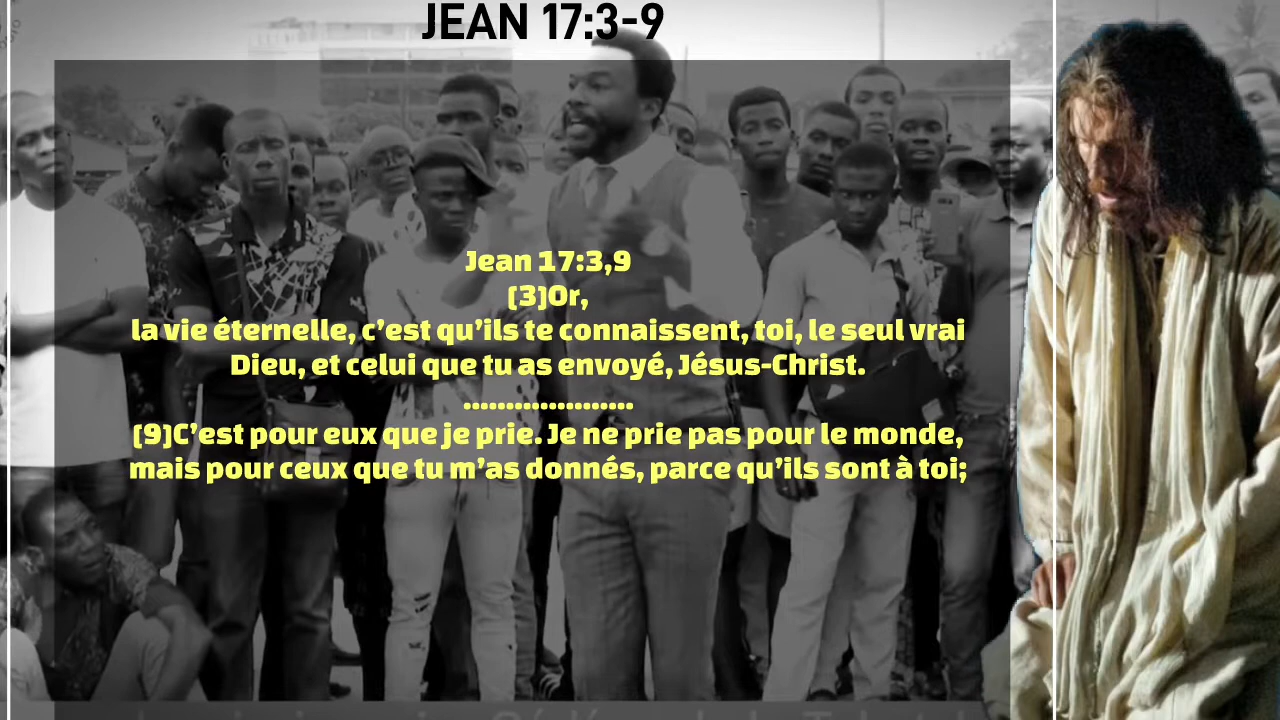 JEAN 17:3-9
Jean 17:3,9
(3)Or,
la vie éternelle, c’est qu’ils te connaissent, toi, le seul vrai
Dieu, et celui que tu as envoyé, Jésus-Christ.
....................
(9)C’est pour eux que je prie. Je ne prie pas pour le monde,
mais pour ceux que tu m’as donnés, parce qu’ils sont à toi;